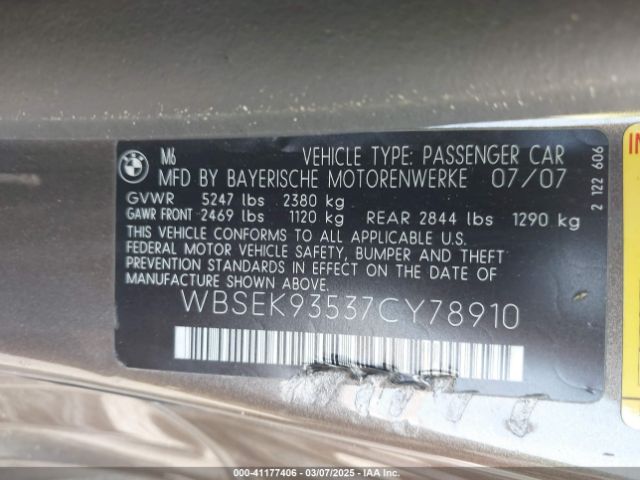 BMW
M6 VEHICLE TYPE: PASSENGER CAR
MFD BY BAYERISCHE MOTORENWERKE 07/07
GVWR 5247 lbs 2380 kg
GAWR FRONT 2469 lbs 1120 kg REAR 2844 lbs 1290 kg
THIS VEHICLE CONFORMS TO ALL APPLICABLE U.S.
FEDERAL MOTOR VEHICLE SAFETY, BUMPER AND THEFT
PREVENTION STANDARDS IN EFFECT ON THE DATE OF
MANUFACTURE SHOWN ABOVE.
WBSEK93537CY78910
2 122 606
000-41177406 — 03/07/2025 — IAA Inc.